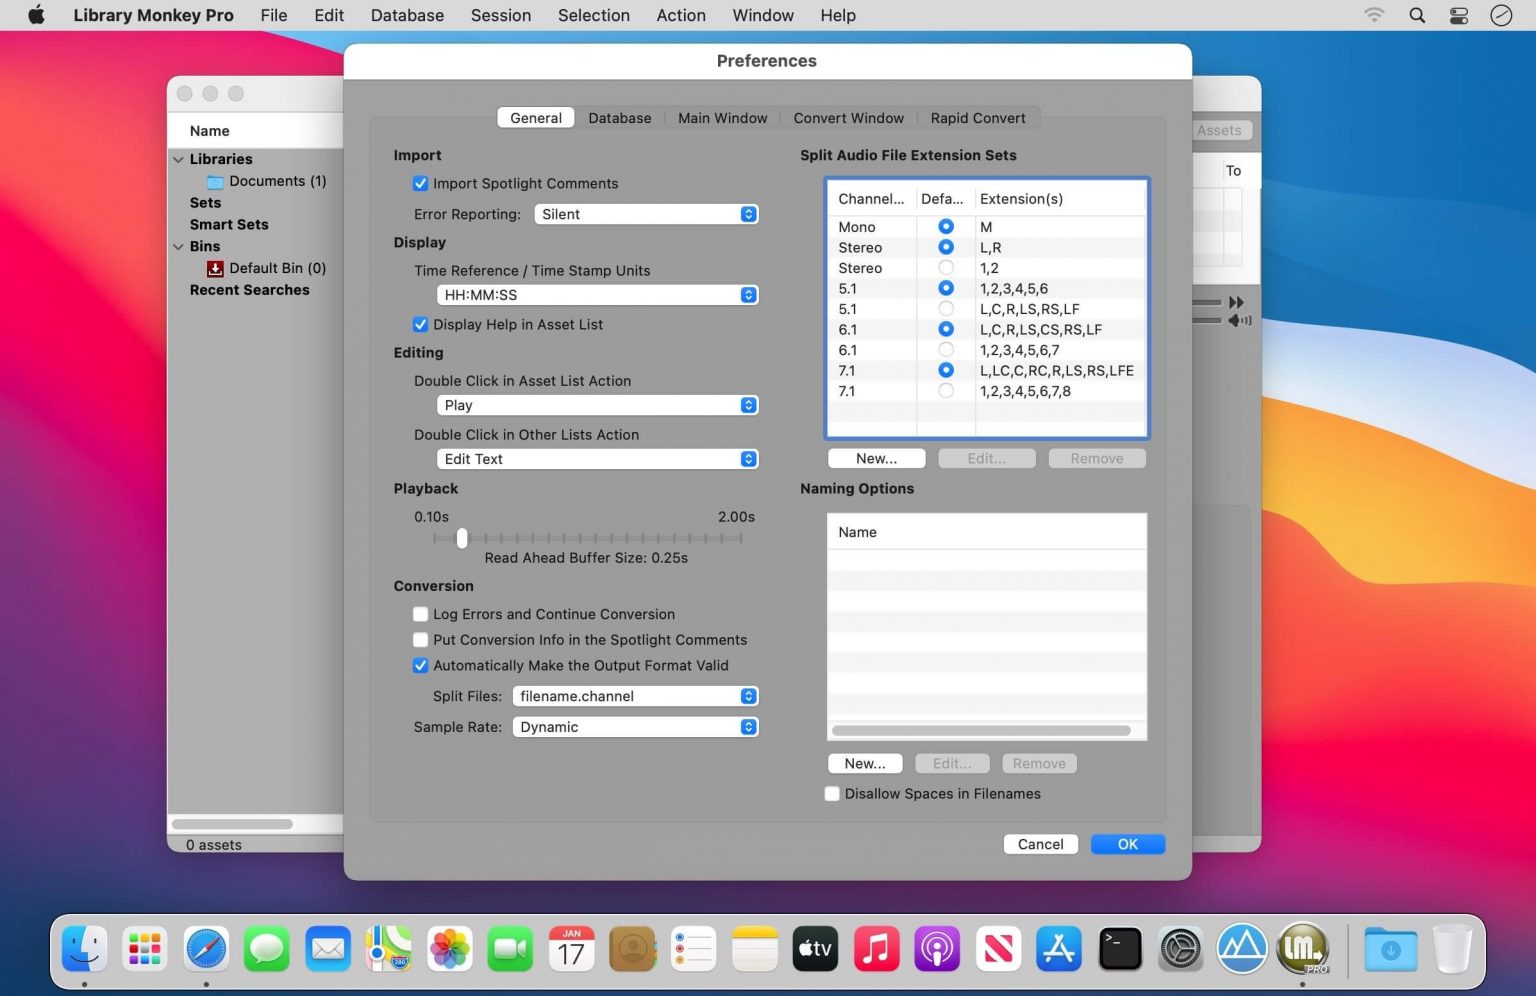 Library Monkey Pro File Edit Database Session Selection Action Window Help
Preferences
General Database Main Window Convert Window Rapid Convert
Name
Libraries
Documents (1)
Sets
Smart Sets
Bins
Default Bin (0)
Recent Searches
0 assets
Import
Import Spotlight Comments
Error Reporting: Silent
Display
Time Reference / Time Stamp Units
HH:MM:SS
Display Help in Asset List
Editing
Double Click in Asset List Action
Play
Double Click in Other Lists Action
Edit Text
Playback
0.10s 2.00s
Read Ahead Buffer Size: 0.25s
Conversion
Log Errors and Continue Conversion
Put Conversion Info in the Spotlight Comments
Automatically Make the Output Format Valid
Split Files: filename.channel
Sample Rate: Dynamic
Split Audio File Extension Sets
Channel... Defa... Extension(s)
Mono M
Stereo L,R
Stereo 1,2
5.1 1,2,3,4,5,6
5.1 L,C,R,LS,RS,LF
6.1 L,C,R,LS,CS,RS,LF
6.1 1,2,3,4,5,6,7
7.1 L,LC,C,RC,R,LS,RS,LFE
7.1 1,2,3,4,5,6,7,8
New... Edit... Remove
Naming Options
Name
New... Edit... Remove
Disallow Spaces in Filenames
Cancel OK
Assets
To
280
JAN
17
tv
>_
LM
PRO